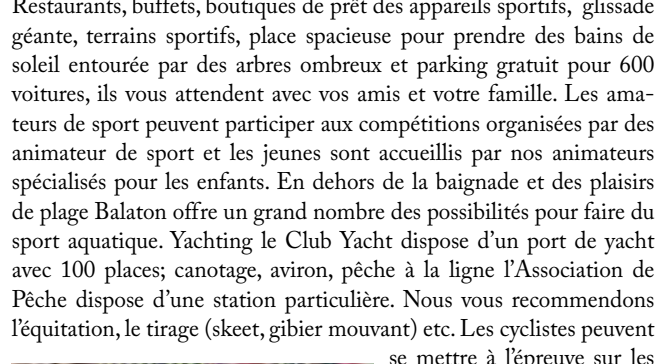 Restaurants, buffets, boutiques de prêt des appareils sportifs, glissade
géante, terrains sportifs, place spacieuse pour prendre des bains de
soleil entourée par des arbres ombreux et parking gratuit pour 600
voitures, ils vous attendent avec vos amis et votre famille. Les ama-
teurs de sport peuvent participer aux compétitions organisées par des
animateur de sport et les jeunes sont accueillis par nos animateurs
spécialisés pour les enfants. En dehors de la baignade et des plaisirs
de plage Balaton offre un grand nombre des possibilités pour faire du
sport aquatique. Yachting le Club Yacht dispose d'un port de yacht
avec 100 places; canotage, aviron, pêche à la ligne l'Association de
Pêche dispose d'une station particulière. Nous vous recommendons
l'équitation, le tirage (skeet, gibier mouvant) etc. Les cyclistes peuvent
se mettre à l'épreuve sur les